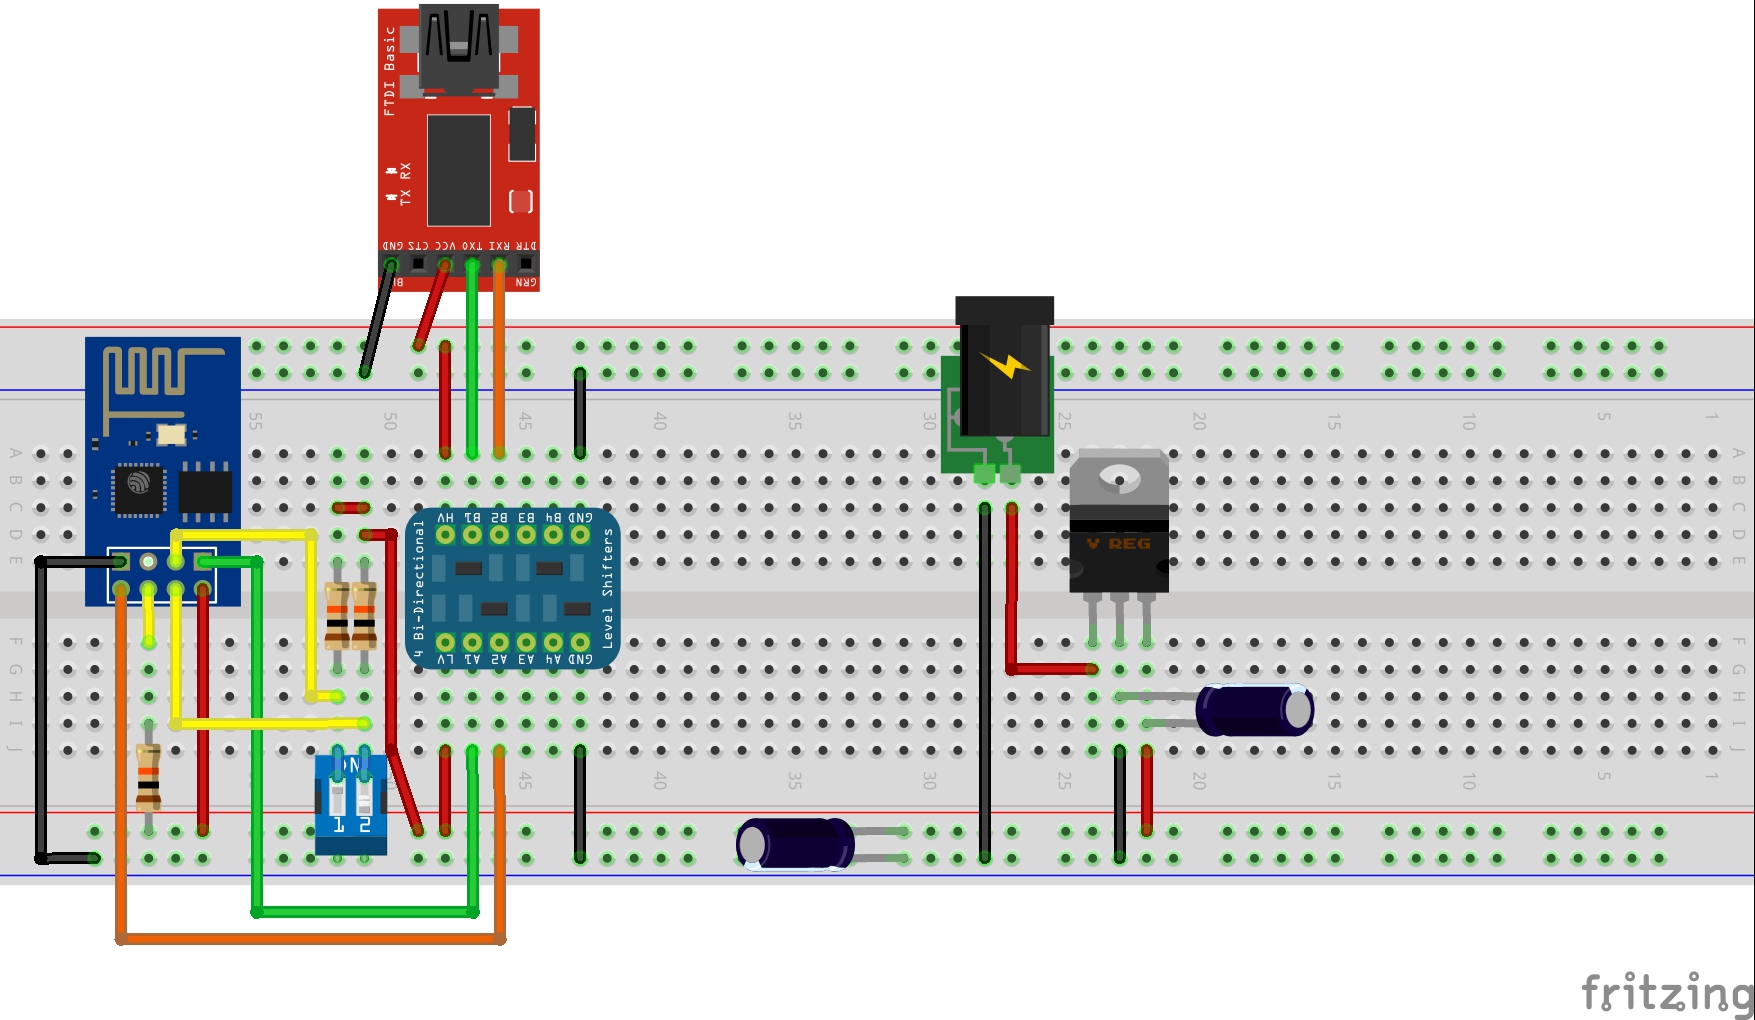 FTDI Basic
TX RX
GND CTS VCC TXO RXI DTR
GRN
55 50 45 40 35 30 25 20 15 10 5 1
A A
B B
C C
D D
E E
HV B1 B2 B3 B4 GND
4 Bi-Directional
Level Shifters
LV A1 A2 A3 A4 GND
V REG
F F
G G
H H
I I
J J
45 40 35 30 25 20 15 10 5 1
1 2
fritzing